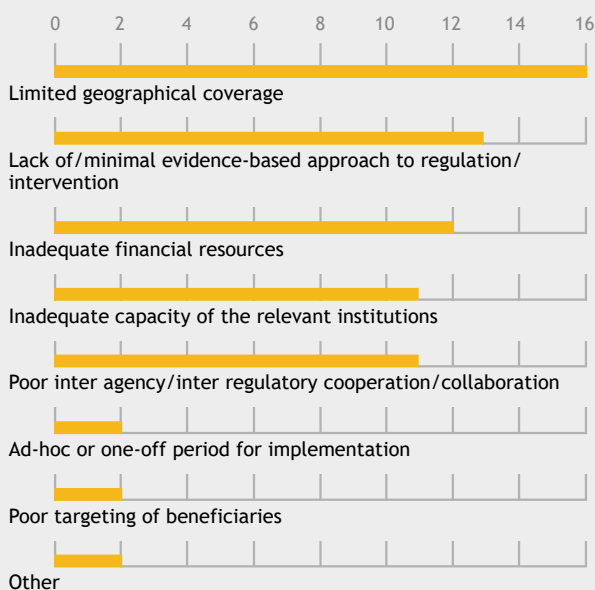 0 2 4 6 8 10 12 14 16
Limited geographical coverage
Lack of/minimal evidence-based approach to regulation/
intervention
Inadequate financial resources
Inadequate capacity of the relevant institutions
Poor inter agency/inter regulatory cooperation/collaboration
Ad-hoc or one-off period for implementation
Poor targeting of beneficiaries
Other